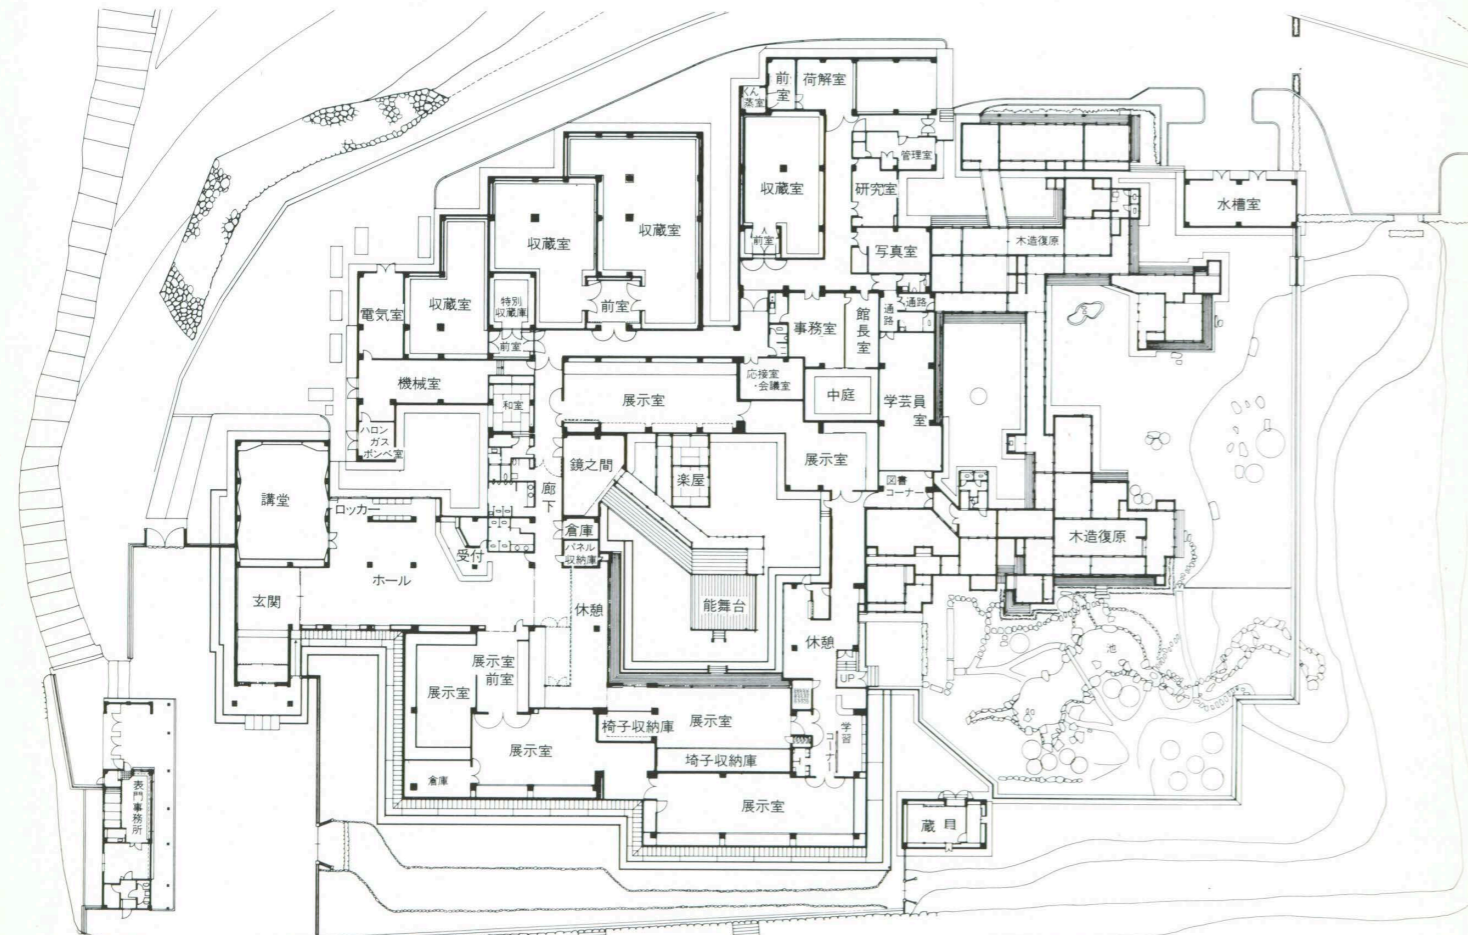 前
室
荷解室
くん
蒸室
収蔵室
前室
管理室
研究室
写真室
木造復原
水槽室
収蔵室
収蔵室
前室
収蔵室
特別
収蔵庫
前室
電気室
機械室
和室
ハロン
ガス
ボンベ室
事務室
館
長
室
通
路
通路
応接室
・会議室
中庭
学芸員
室
展示室
展示室
図書
コーナー
鏡之間
楽屋
廊
下
倉庫
パネル
収納庫
講堂
ロッカー
受付
ホール
玄関
休憩
能舞台
休憩
UP
木造復原
池
展示室
前室
展示室
展示室
倉庫
椅子収納庫
展示室
埼子収納庫
展示室
学習
コーナー
蔵
表門事務所